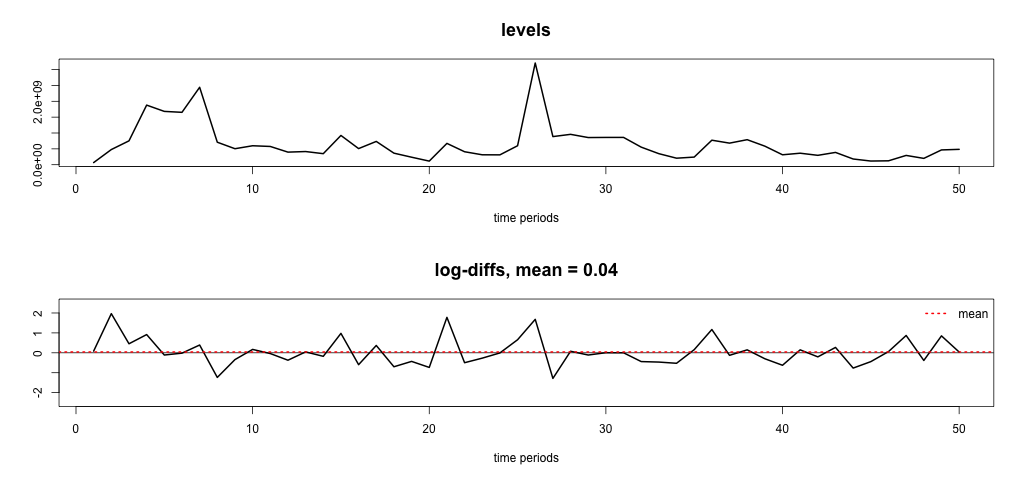 levels
2.0e+09
0.0e+00
0 10 20 30 40 50
time periods
log-diffs, mean = 0.04
2
1
0
-2
mean
0 10 20 30 40 50
time periods